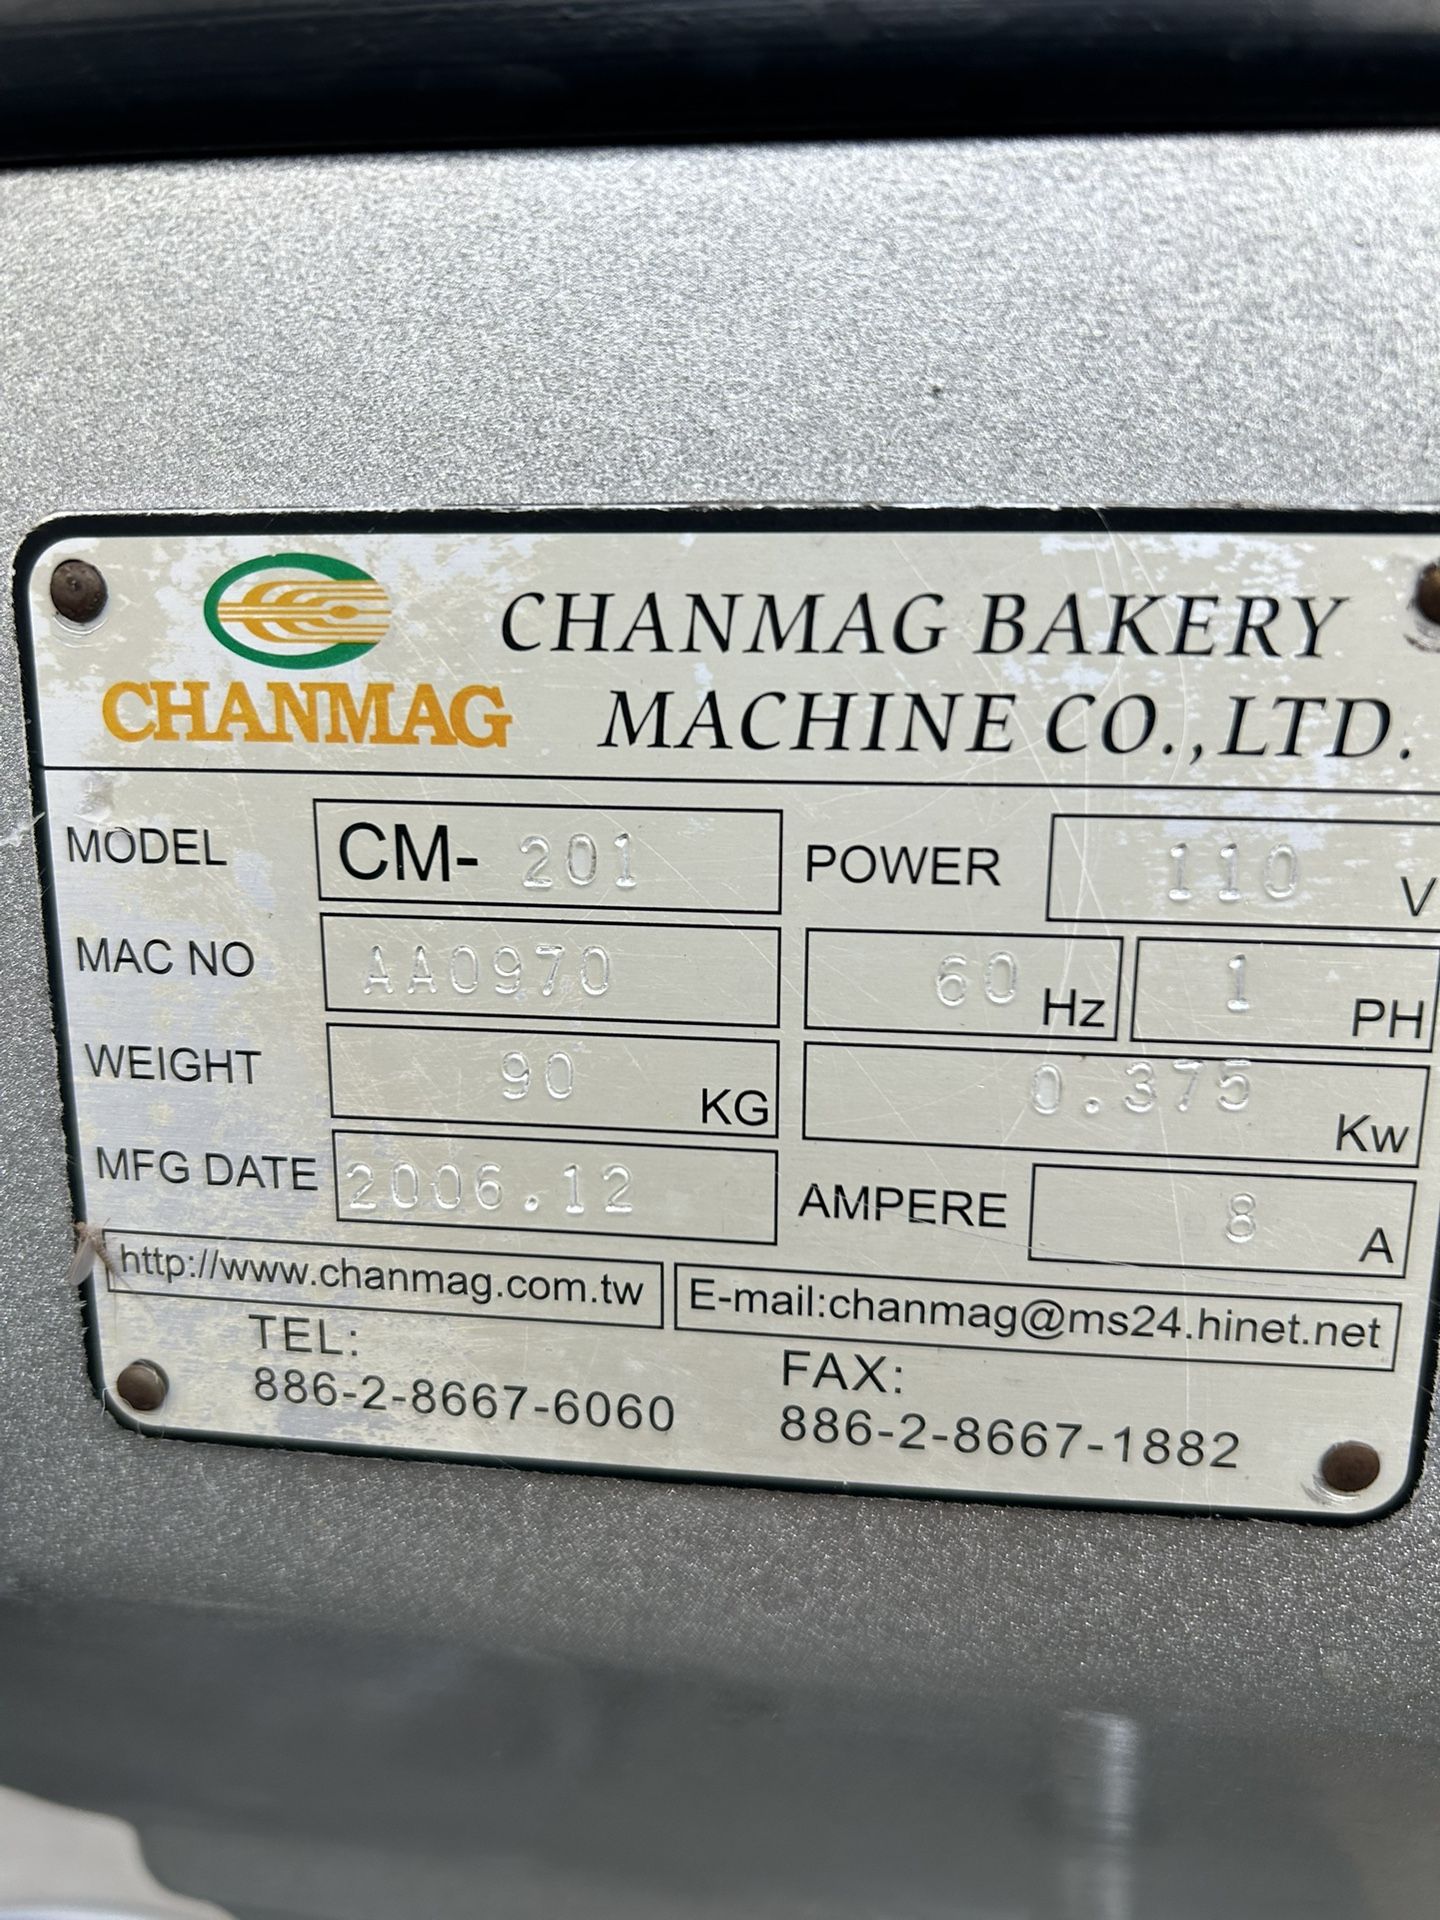 CHANMAG
CHANMAG BAKERY
MACHINE CO.,LTD.
MODEL CM-201 POWER 110 V
MAC NO AA0970 60 Hz 1 PH
WEIGHT 90 KG 0.375 Kw
MFG DATE 2006.12 AMPERE 8 A
http://www.chanmag.com.tw E-mail:chanmag@ms24.hinet.net
TEL: FAX:
886-2-8667-6060 886-2-8667-1882